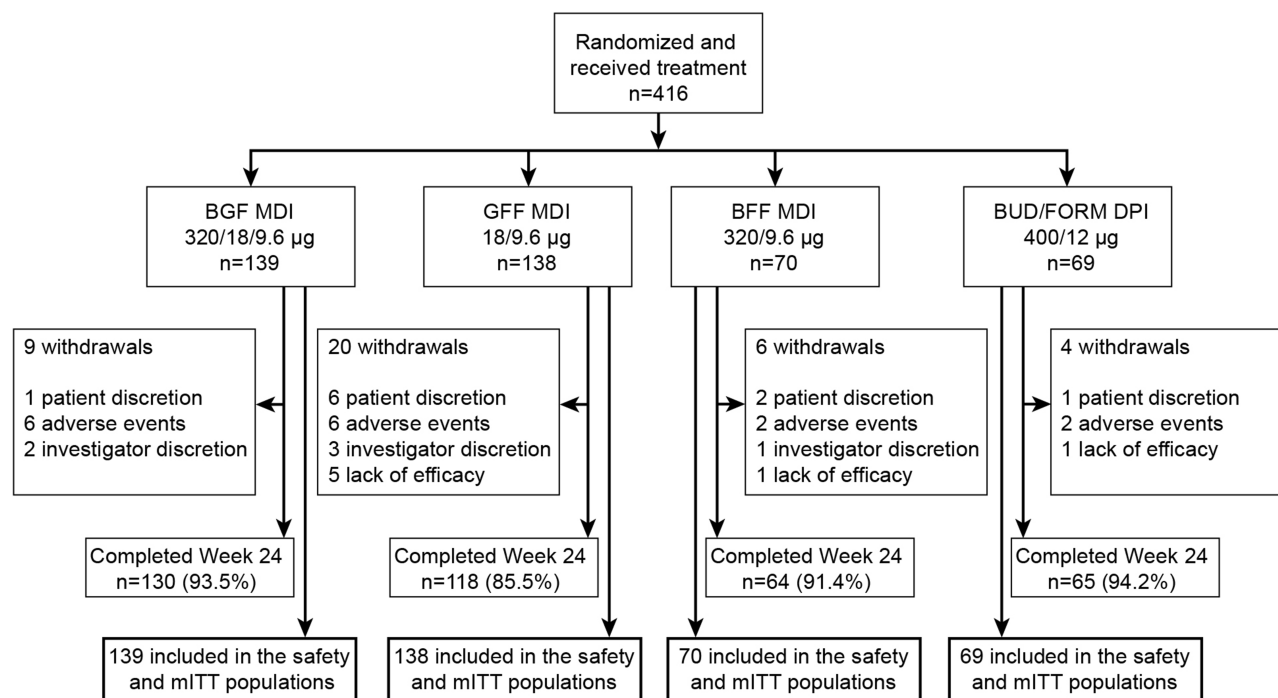 Randomized and
received treatment
n=416
BGF MDI
320/18/9.6 µg
n=139
GFF MDI
18/9.6 µg
n=138
BFF MDI
320/9.6 µg
n=70
BUD/FORM DPI
400/12 µg
n=69
9 withdrawals
1 patient discretion
6 adverse events
2 investigator discretion
20 withdrawals
6 patient discretion
6 adverse events
3 investigator discretion
5 lack of efficacy
6 withdrawals
2 patient discretion
2 adverse events
1 investigator discretion
1 lack of efficacy
4 withdrawals
1 patient discretion
2 adverse events
1 lack of efficacy
Completed Week 24
n=130 (93.5%)
Completed Week 24
n=118 (85.5%)
Completed Week 24
n=64 (91.4%)
Completed Week 24
n=65 (94.2%)
139 included in the safety
and mITT populations
138 included in the safety
and mITT populations
70 included in the safety
and mITT populations
69 included in the safety
and mITT populations